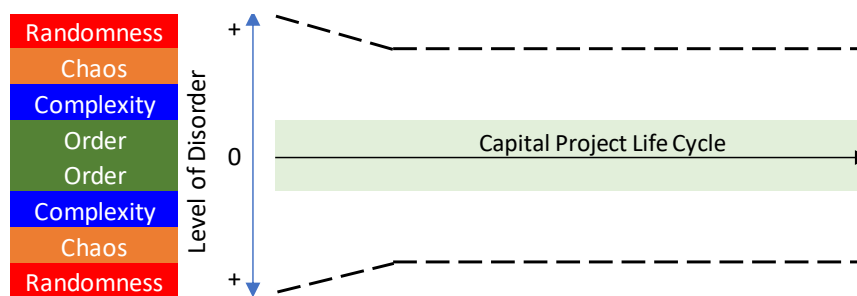 Randomness
Chaos
Complexity
Order
Order
Complexity
Chaos
Randomness
Level of Disorder
+
0
+
Capital Project Life Cycle